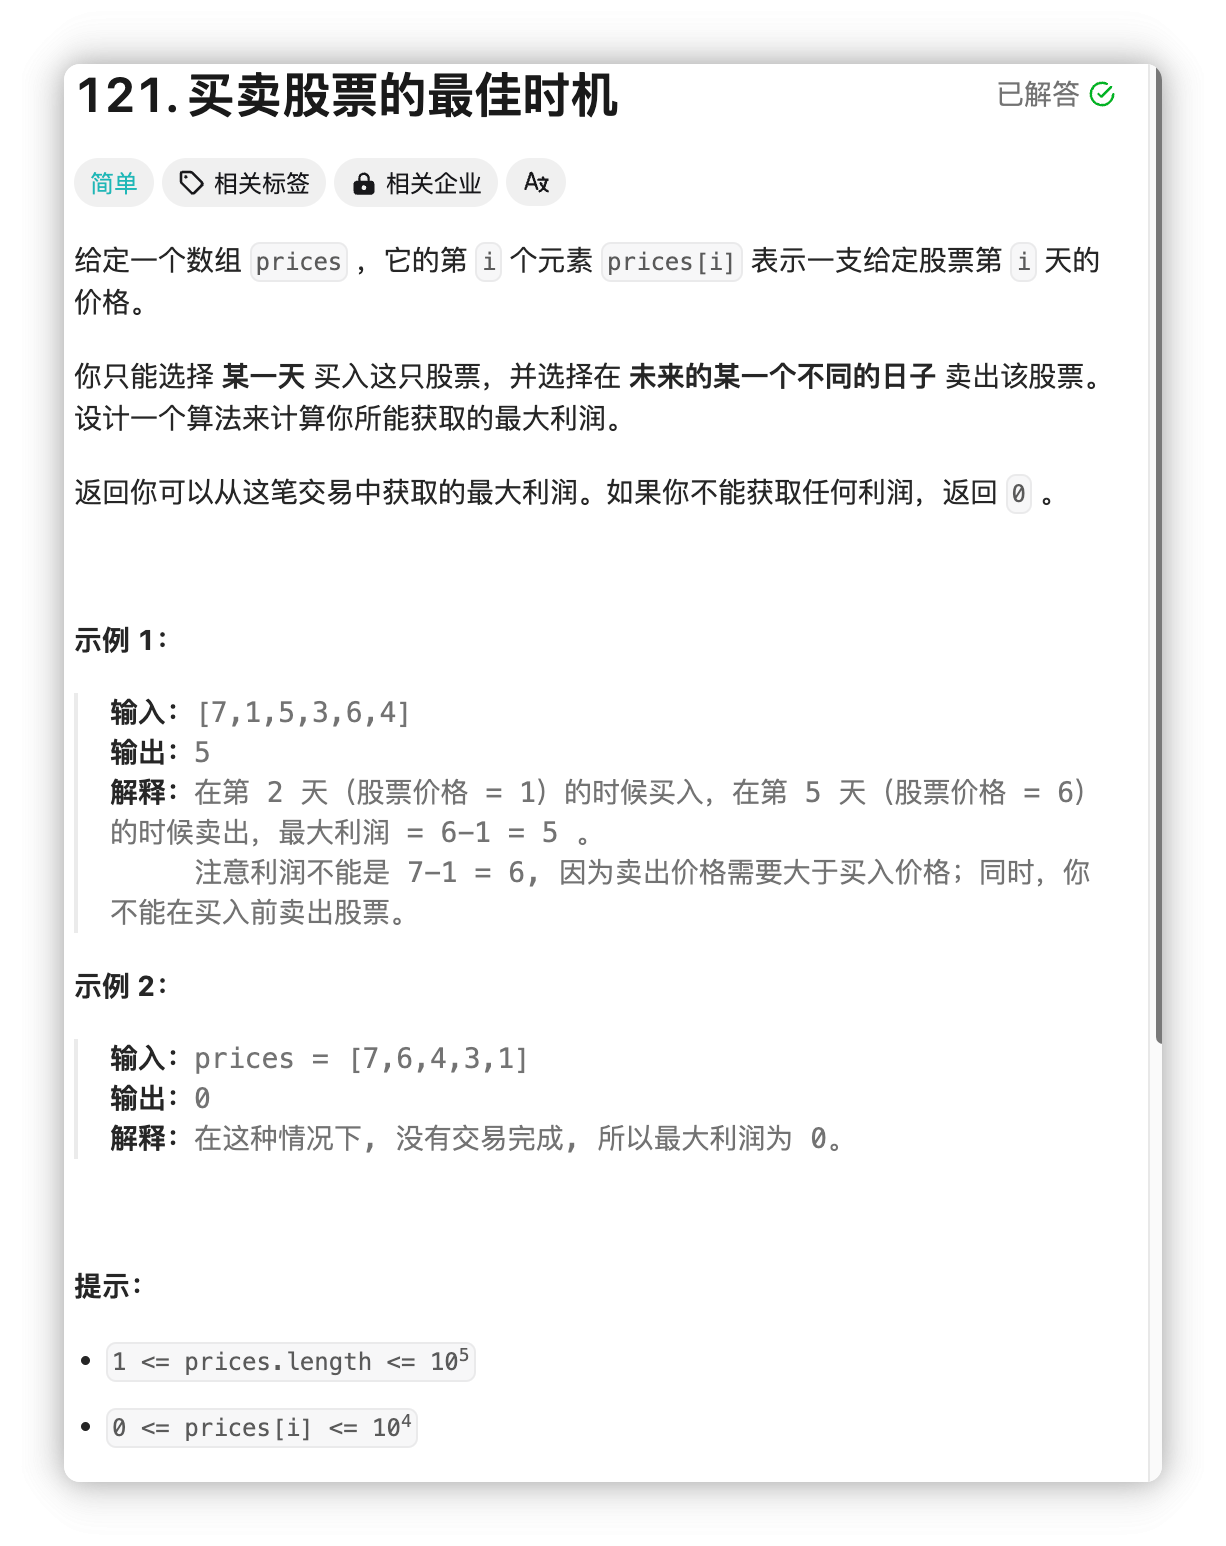 121. 买卖股票的最佳时机
已解答
简单
相关标签
相关企业
A文
给定一个数组 prices ，它的第 i 个元素 prices[i] 表示一支给定股票第 i 天的
价格。
你只能选择 某一天 买入这只股票，并选择在 未来的某一个不同的日子 卖出该股票。
设计一个算法来计算你所能获取的最大利润。
返回你可以从这笔交易中获取的最大利润。如果你不能获取任何利润，返回 0 。
示例 1：
输入：[7,1,5,3,6,4]
输出：5
解释：在第 2 天（股票价格 = 1）的时候买入，在第 5 天（股票价格 = 6）
的时候卖出，最大利润 = 6-1 = 5 。
注意利润不能是 7-1 = 6, 因为卖出价格需要大于买入价格；同时，你
不能在买入前卖出股票。
示例 2：
输入：prices = [7,6,4,3,1]
输出：0
解释：在这种情况下, 没有交易完成, 所以最大利润为 0。
提示：
1 <= prices.length <= 10⁵
0 <= prices[i] <= 10⁴